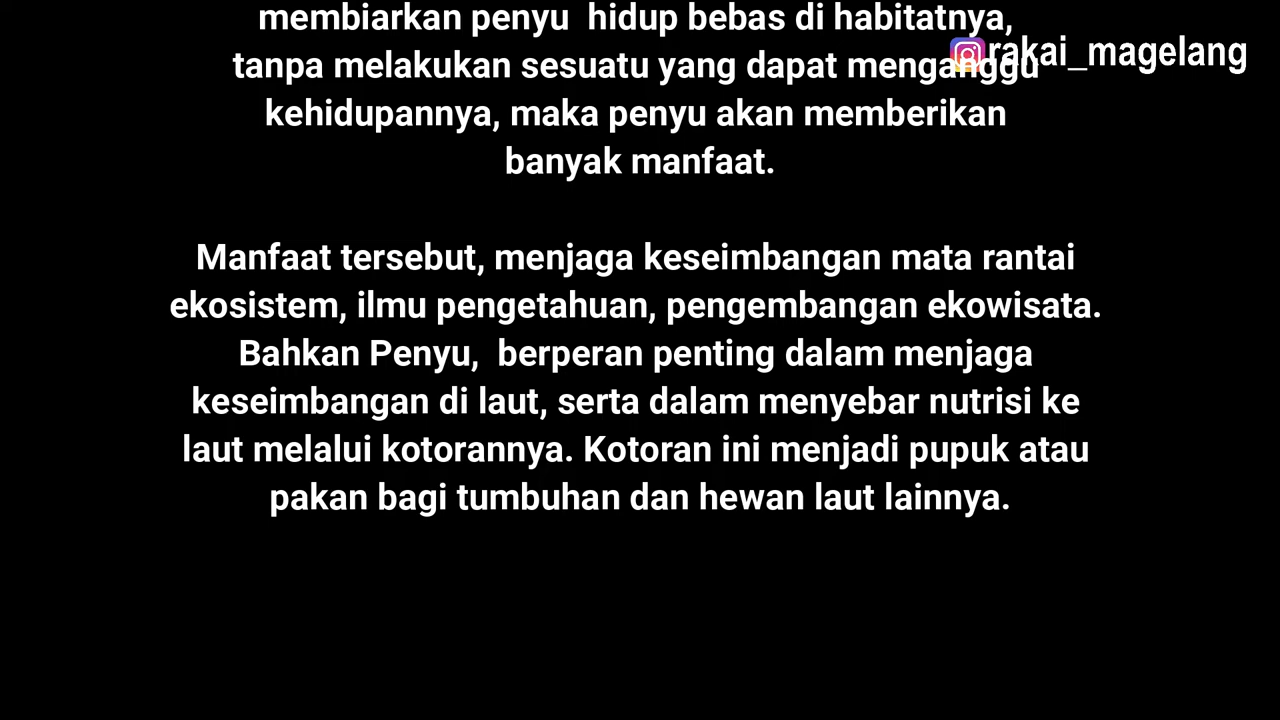 membiarkan penyu  hidup bebas di habitatnya,
rakai_magelang
tanpa melakukan sesuatu yang dapat menganggu
kehidupannya, maka penyu akan memberikan
banyak manfaat.
Manfaat tersebut, menjaga keseimbangan mata rantai
ekosistem, ilmu pengetahuan, pengembangan ekowisata.
Bahkan Penyu,  berperan penting dalam menjaga
keseimbangan di laut, serta dalam menyebar nutrisi ke
laut melalui kotorannya. Kotoran ini menjadi pupuk atau
pakan bagi tumbuhan dan hewan laut lainnya.